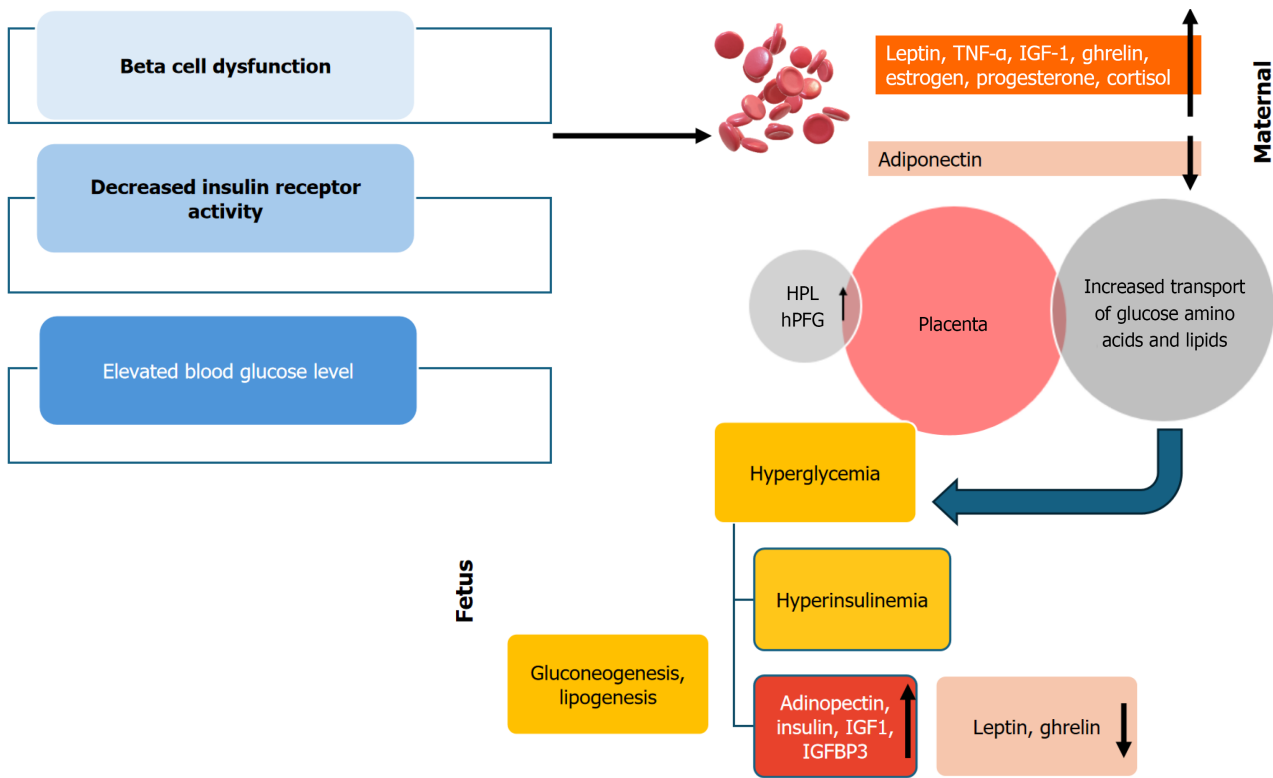 Beta cell dysfunction
Decreased insulin receptor
activity
Elevated blood glucose level
Leptin, TNF-α, IGF-1, ghrelin,
estrogen, progesterone, cortisol
Adiponectin
Maternal
HPL
hPFG
Placenta
Increased transport
of glucose amino
acids and lipids
Hyperglycemia
Fetus
Hyperinsulinemia
Gluconeogenesis,
lipogenesis
Adinopectin,
insulin, IGF1,
IGFBP3
Leptin, ghrelin